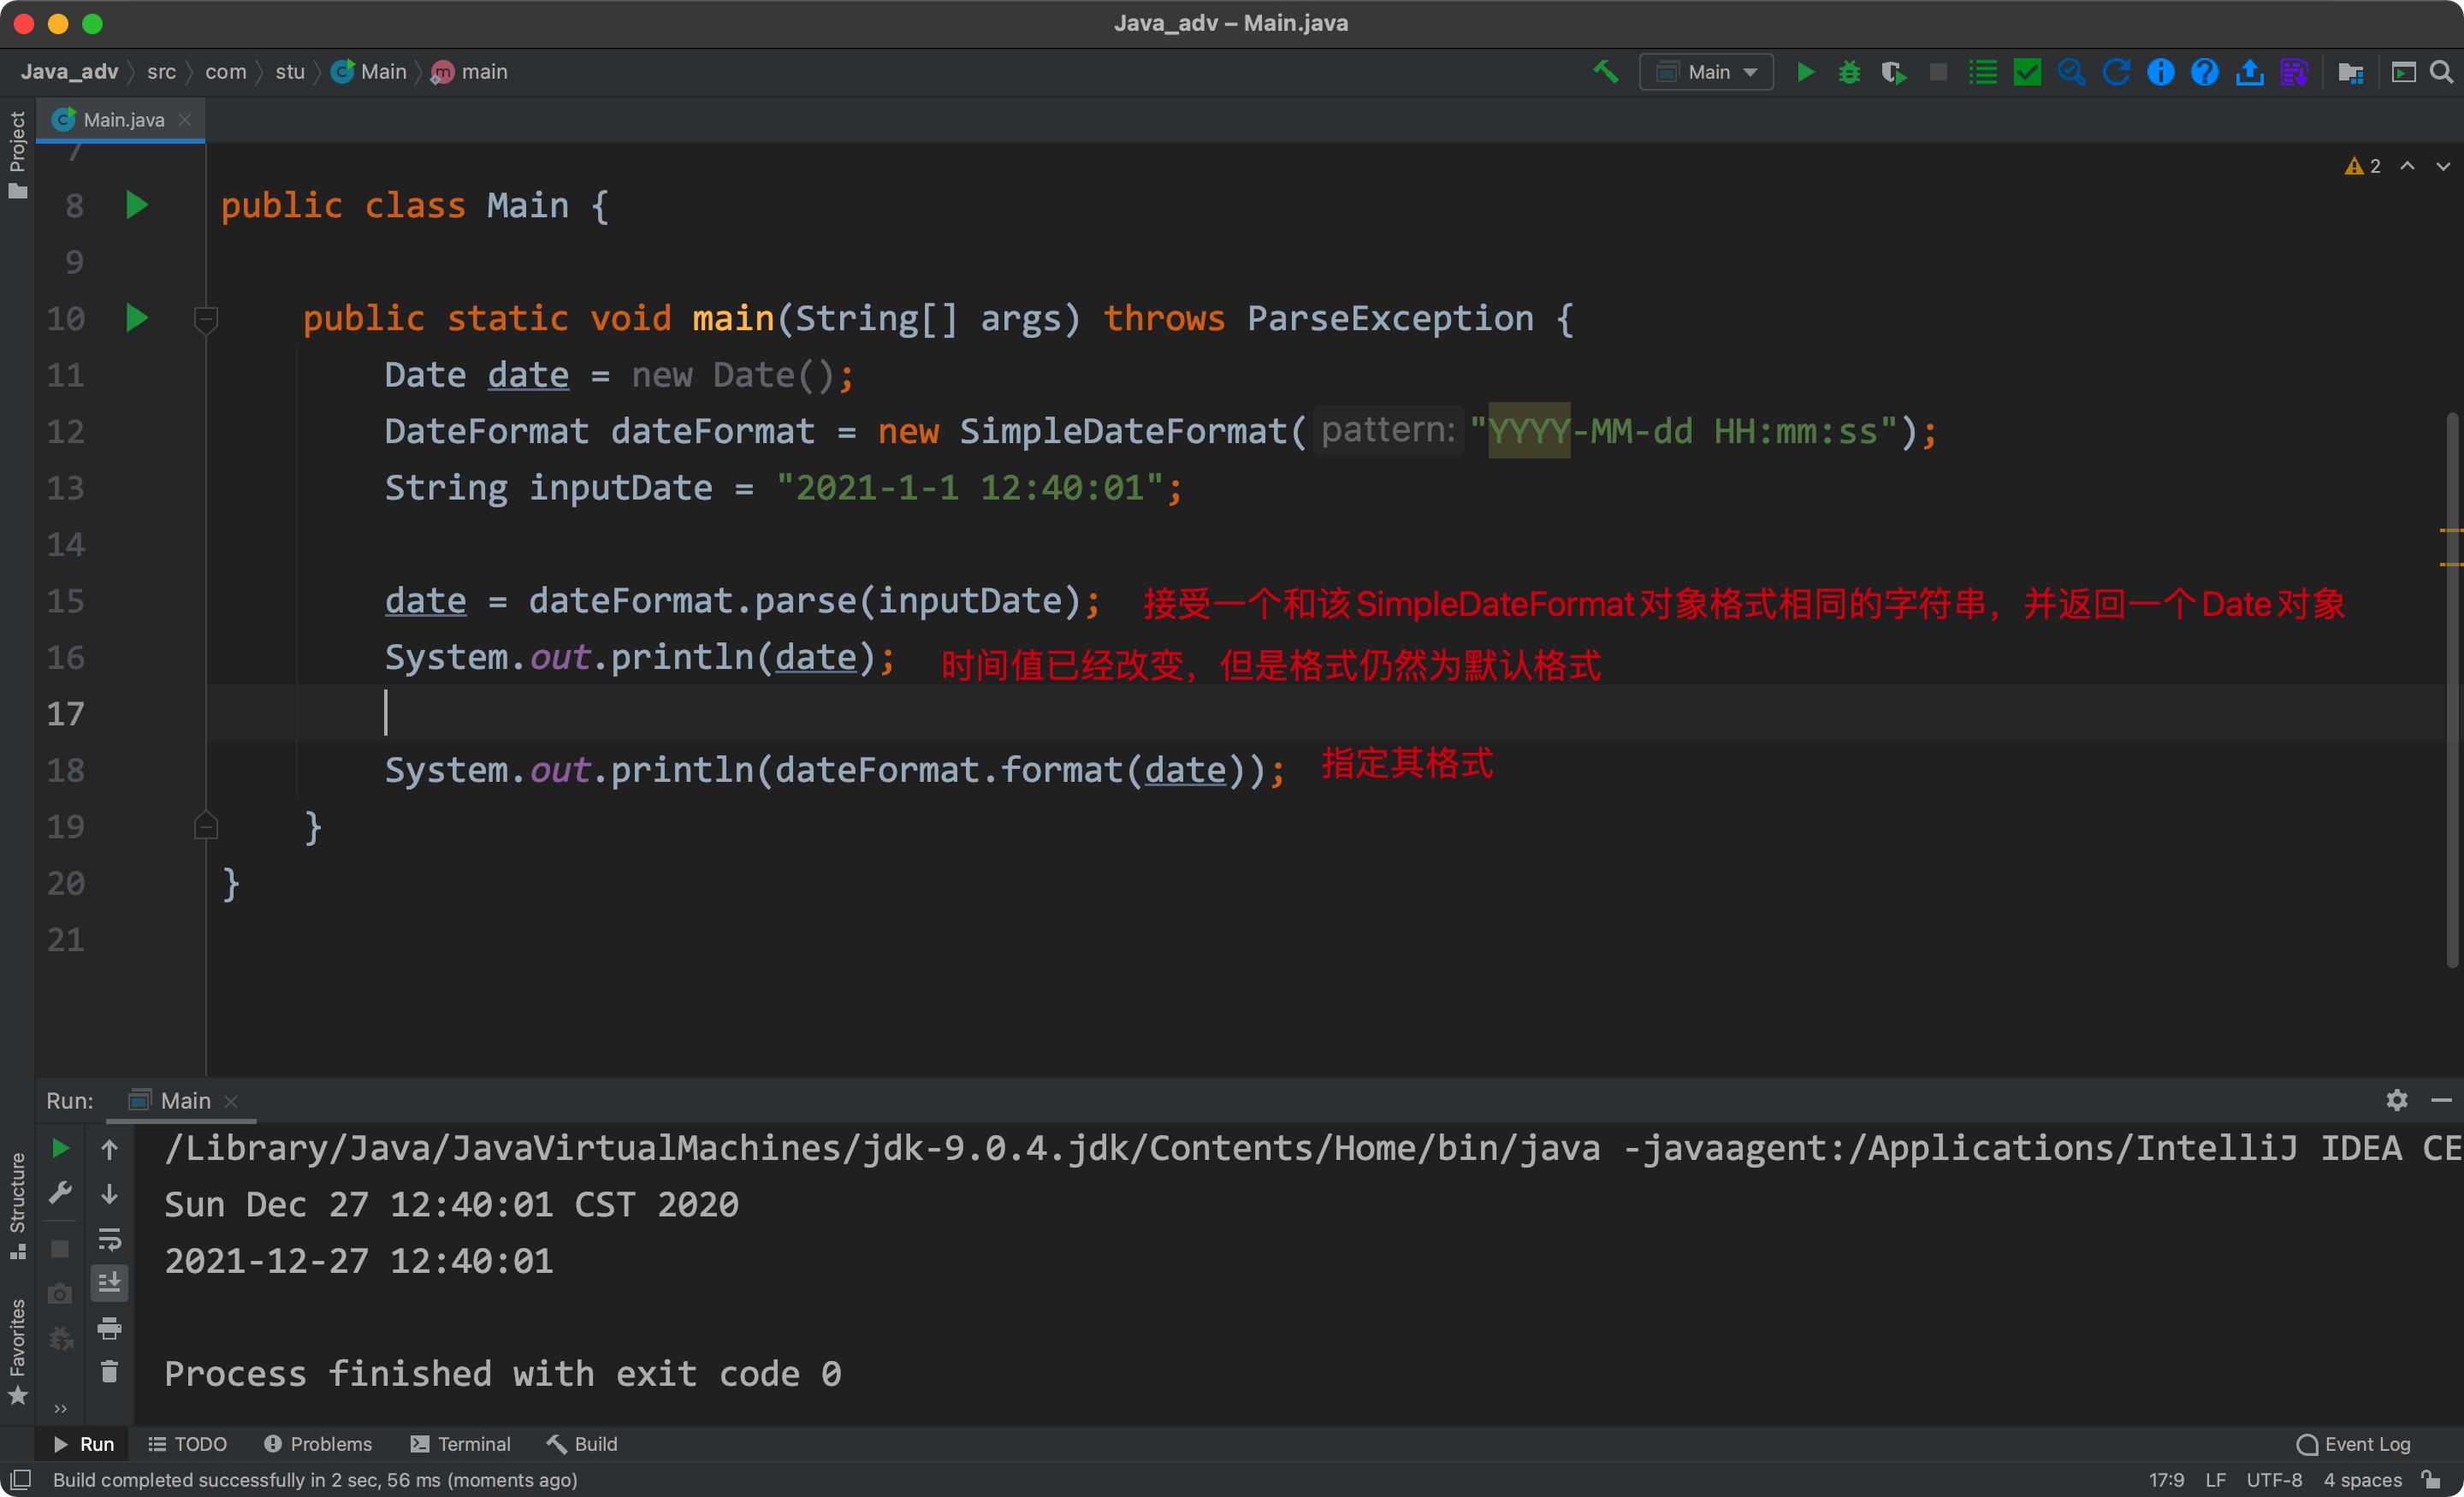 Java_adv – Main.java
Java_adv src com stu Main main
Main
Project
Main.java
7
2
8 public class Main {
9
10 public static void main(String[] args) throws ParseException {
11 Date date = new Date();
12 DateFormat dateFormat = new SimpleDateFormat( pattern: "YYYY-MM-dd HH:mm:ss");
13 String inputDate = "2021-1-1 12:40:01";
14
15 date = dateFormat.parse(inputDate); 接受一个和该SimpleDateFormat对象格式相同的字符串，并返回一个Date对象
16 System.out.println(date); 时间值已经改变，但是格式仍然为默认格式
17
18 System.out.println(dateFormat.format(date)); 指定其格式
19 }
20 }
21
Run: Main
/Library/Java/JavaVirtualMachines/jdk-9.0.4.jdk/Contents/Home/bin/java -javaagent:/Applications/IntelliJ IDEA CE
Sun Dec 27 12:40:01 CST 2020
2021-12-27 12:40:01
Process finished with exit code 0
Structure
Favorites
Run TODO Problems Terminal Build Event Log
Build completed successfully in 2 sec, 56 ms (moments ago) 17:9 LF UTF-8 4 spaces